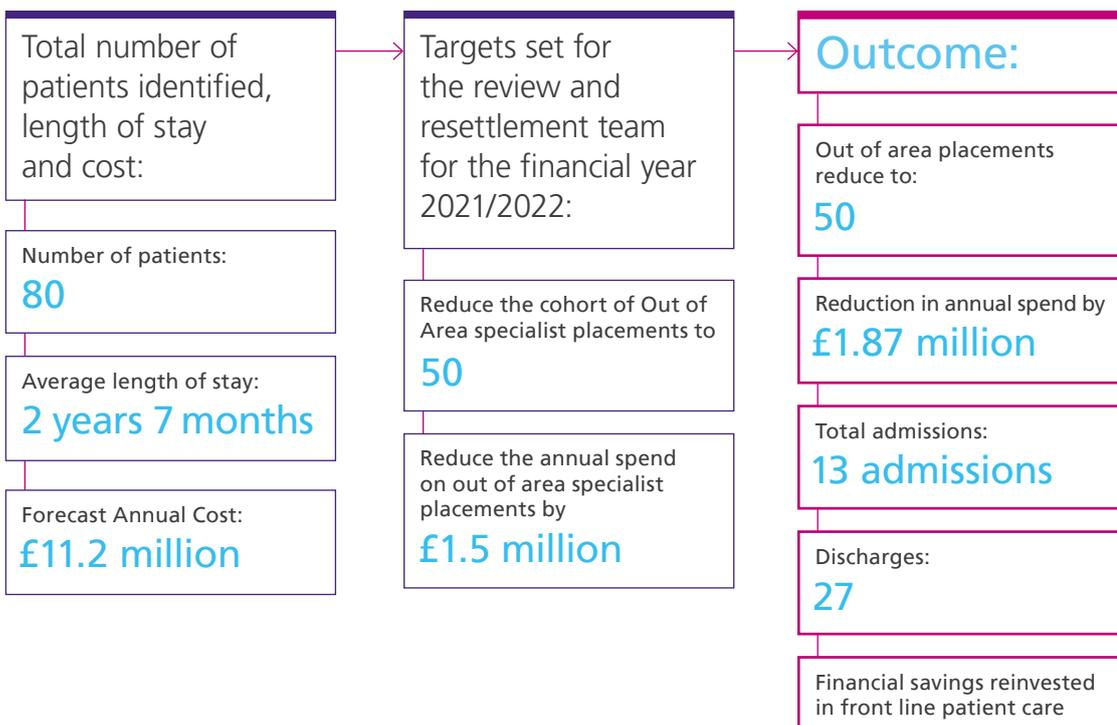 Total number of
patients identified,
length of stay
and cost:
Number of patients:
80
Average length of stay:
2 years 7 months
Forecast Annual Cost:
£11.2 million
Targets set for
the review and
resettlement team
for the financial year
2021/2022:
Reduce the cohort of Out of
Area specialist placements to
50
Reduce the annual spend
on out of area specialist
placements by
£1.5 million
Outcome:
Out of area placements
reduce to:
50
Reduction in annual spend by
£1.87 million
Total admissions:
13 admissions
Discharges:
27
Financial savings reinvested
in front line patient care